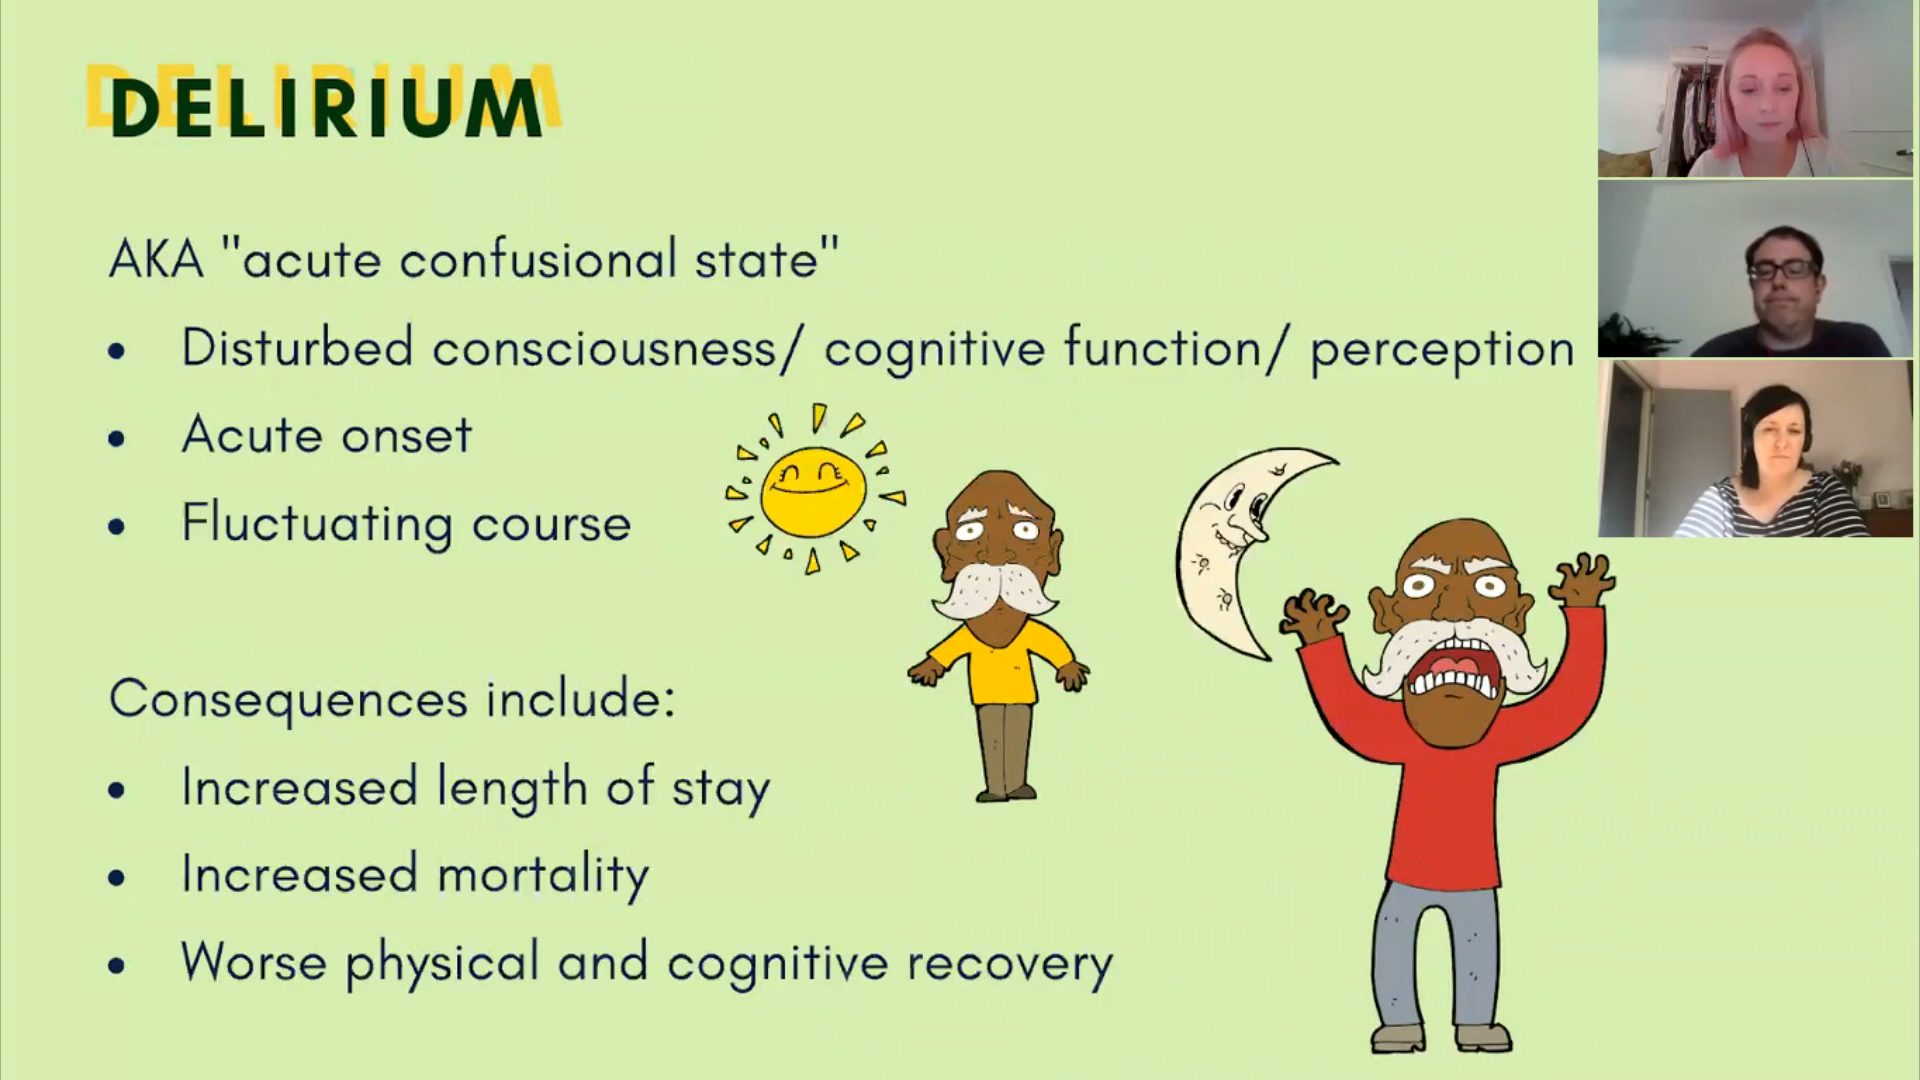 DELIRIUM
AKA "acute confusional state"
• Disturbed consciousness/ cognitive function/ perception
• Acute onset
• Fluctuating course
Consequences include:
• Increased length of stay
• Increased mortality
• Worse physical and cognitive recovery